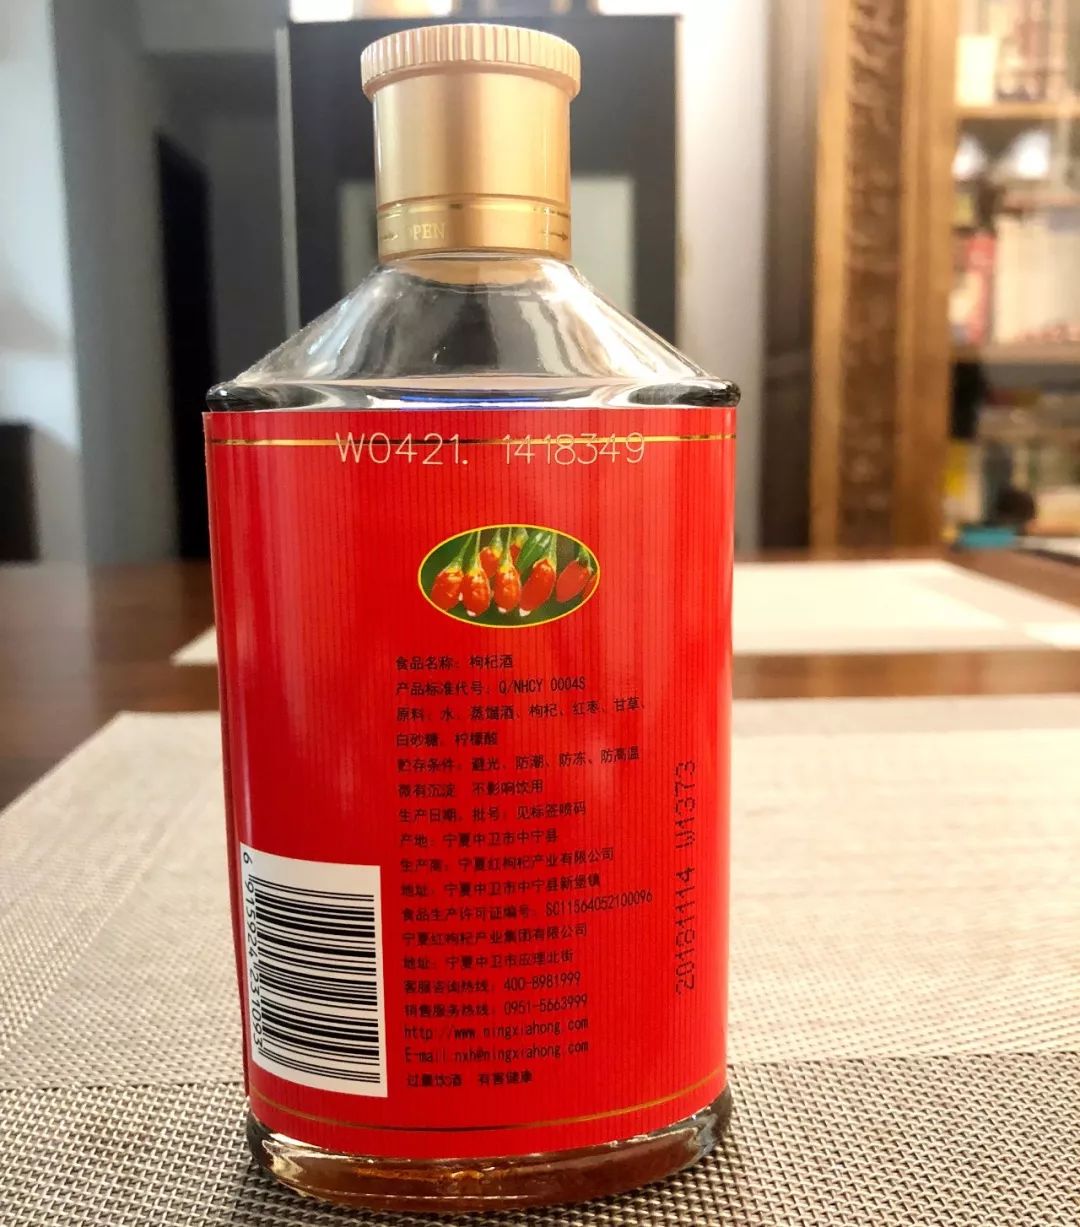 OPEN
W0421. 1418349
食品名称：枸杞酒
产品标准代号：Q/NHCY 0004S
原料：水、蒸馏酒、枸杞、红枣、甘草、
白砂糖、柠檬酸
贮存条件：避光、防潮、防冻、防高温
微有沉淀 不影响饮用
生产日期、批号：见标签喷码
产地：宁夏中卫市中宁县
生产商：宁夏红枸杞产业有限公司
地址：宁夏中卫市中宁县新堡镇
食品生产许可证编号：SC11564052100096
宁夏红枸杞产业集团有限公司
地址：宁夏中卫市应理北街
客服咨询热线：400-8981999
销售服务热线：0951-5663999
http://www.ningxiahong.com
E-mail:nxh@ningxiahong.com
过量饮酒 有害健康
20181114 U1373
6 915924 231093